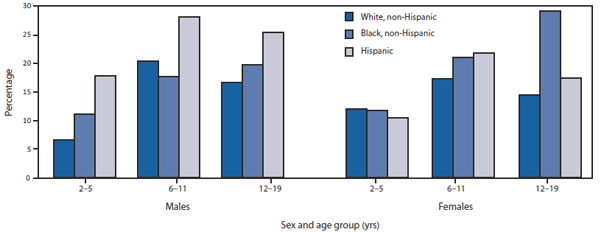 30
25
20
15
10
5
0
Percentage
White, non-Hispanic
Black, non-Hispanic
Hispanic
2–5
6–11
12–19
2–5
6–11
12–19
Males
Females
Sex and age group (yrs)